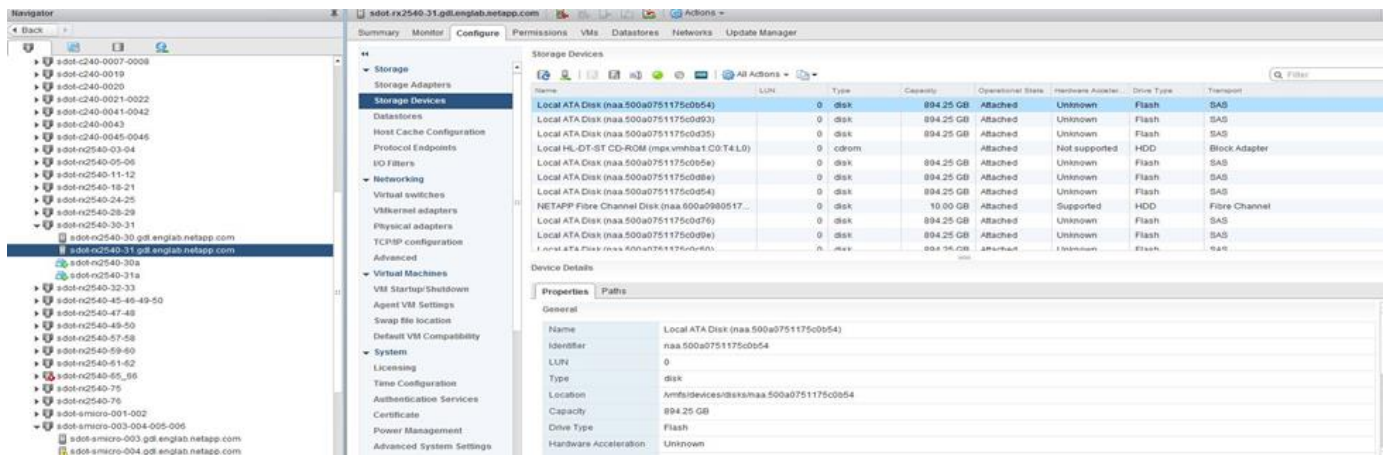 Navigator
Back
sdot-c240-0007-0008
sdot-c240-0019
sdot-c240-0020
sdot-c240-0021-0022
sdot-c240-0041-0042
sdot-c240-0043
sdot-c240-0045-0046
sdot-rx2540-03-04
sdot-rx2540-05-06
sdot-rx2540-11-12
sdot-rx2540-18-21
sdot-rx2540-24-25
sdot-rx2540-28-29
sdot-rx2540-30-31
sdot-rx2540-30.gdl.englab.netapp.com
sdot-rx2540-31.gdl.englab.netapp.com
sdot-rx2540-30a
sdot-rx2540-31a
sdot-rx2540-32-33
sdot-rx2540-45-46-49-50
sdot-rx2540-47-48
sdot-rx2540-49-50
sdot-rx2540-57-58
sdot-rx2540-59-60
sdot-rx2540-61-62
sdot-rx2540-65_66
sdot-rx2540-75
sdot-rx2540-76
sdot-smicro-001-002
sdot-smicro-003-004-005-006
sdot-smicro-003.gdl.englab.netapp.com
sdot-smicro-004.gdl.englab.netapp.com
sdot-rx2540-31.gdl.englab.netapp.com Actions
Summary Monitor Configure Permissions VMs Datastores Networks Update Manager
Storage
Storage Adapters
Storage Devices
Datastores
Host Cache Configuration
Protocol Endpoints
I/O Filters
Networking
Virtual switches
VMkernel adapters
Physical adapters
TCP/IP configuration
Advanced
Virtual Machines
VM Startup/Shutdown
Agent VM Settings
Swap file location
Default VM Compatibility
System
Licensing
Time Configuration
Authentication Services
Certificate
Power Management
Advanced System Settings
Storage Devices
All Actions Filter
Name LUN Type Capacity Operational State Hardware Acceler... Drive Type Transport
Local ATA Disk (naa.500a0751175c0b54) 0 disk 894.25 GB Attached Unknown Flash SAS
Local ATA Disk (naa.500a0751175c0d93) 0 disk 894.25 GB Attached Unknown Flash SAS
Local ATA Disk (naa.500a0751175c0d35) 0 disk 894.25 GB Attached Unknown Flash SAS
Local HL-DT-ST CD-ROM (mpx.vmhba1:C0:T4:L0) 0 cdrom Attached Not supported HDD Block Adapter
Local ATA Disk (naa.500a0751175c0b5e) 0 disk 894.25 GB Attached Unknown Flash SAS
Local ATA Disk (naa.500a0751175c0d8e) 0 disk 894.25 GB Attached Unknown Flash SAS
Local ATA Disk (naa.500a0751175c0d54) 0 disk 894.25 GB Attached Unknown Flash SAS
NETAPP Fibre Channel Disk (naa.600a0980517... 0 disk 10.00 GB Attached Supported HDD Fibre Channel
Local ATA Disk (naa.500a0751175c0d76) 0 disk 894.25 GB Attached Unknown Flash SAS
Local ATA Disk (naa.500a0751175c0d9e) 0 disk 894.25 GB Attached Unknown Flash SAS
Local ATA Disk 0 disk 894.25 GB Attached Unknown Flash SAS
Device Details
Properties Paths
General
Name Local ATA Disk (naa.500a0751175c0b54)
Identifier naa.500a0751175c0b54
LUN 0
Type disk
Location /vmfs/devices/disks/naa.500a0751175c0b54
Capacity 894.25 GB
Drive Type Flash
Hardware Acceleration Unknown